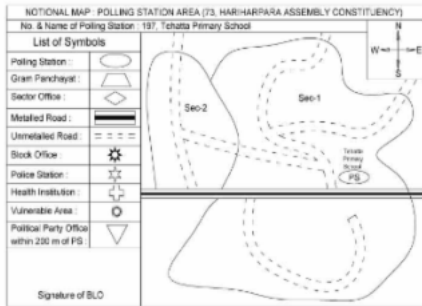 NOTIONAL MAP : POLLING STATION AREA (73, HARIHARPARA ASSEMBLY CONSTITUENCY)
No. & Name of Polling Station : 197, Tehatta Primary School
List of Symbols
Polling Station :
Gram Panchayat :
Sector Office :
Metalled Road :
Unmetalled Road :
Block Office :
Police Station :
Health Institution :
Vulnerable Area :
Political Party Office
within 200 m of PS :
Signature of BLO
N
W
E
S
Sec-2
Sec-1
Tehatta
Primary
School
PS